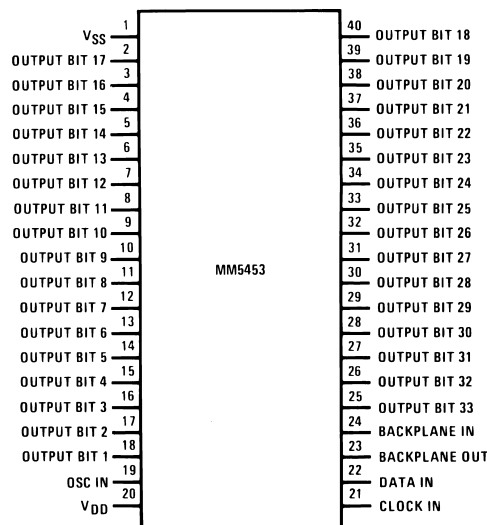 1 40
VSS OUTPUT BIT 18
2 39
OUTPUT BIT 17 OUTPUT BIT 19
3 38
OUTPUT BIT 16 OUTPUT BIT 20
4 37
OUTPUT BIT 15 OUTPUT BIT 21
5 36
OUTPUT BIT 14 OUTPUT BIT 22
6 35
OUTPUT BIT 13 OUTPUT BIT 23
7 34
OUTPUT BIT 12 OUTPUT BIT 24
8 33
OUTPUT BIT 11 OUTPUT BIT 25
9 32
OUTPUT BIT 10 OUTPUT BIT 26
10 31
OUTPUT BIT 9 OUTPUT BIT 27
MM5453
11 30
OUTPUT BIT 8 OUTPUT BIT 28
12 29
OUTPUT BIT 7 OUTPUT BIT 29
13 28
OUTPUT BIT 6 OUTPUT BIT 30
14 27
OUTPUT BIT 5 OUTPUT BIT 31
15 26
OUTPUT BIT 4 OUTPUT BIT 32
16 25
OUTPUT BIT 3 OUTPUT BIT 33
17 24
OUTPUT BIT 2 BACKPLANE IN
18 23
OUTPUT BIT 1 BACKPLANE OUT
19 22
OSC IN DATA IN
20 21
VDD CLOCK IN